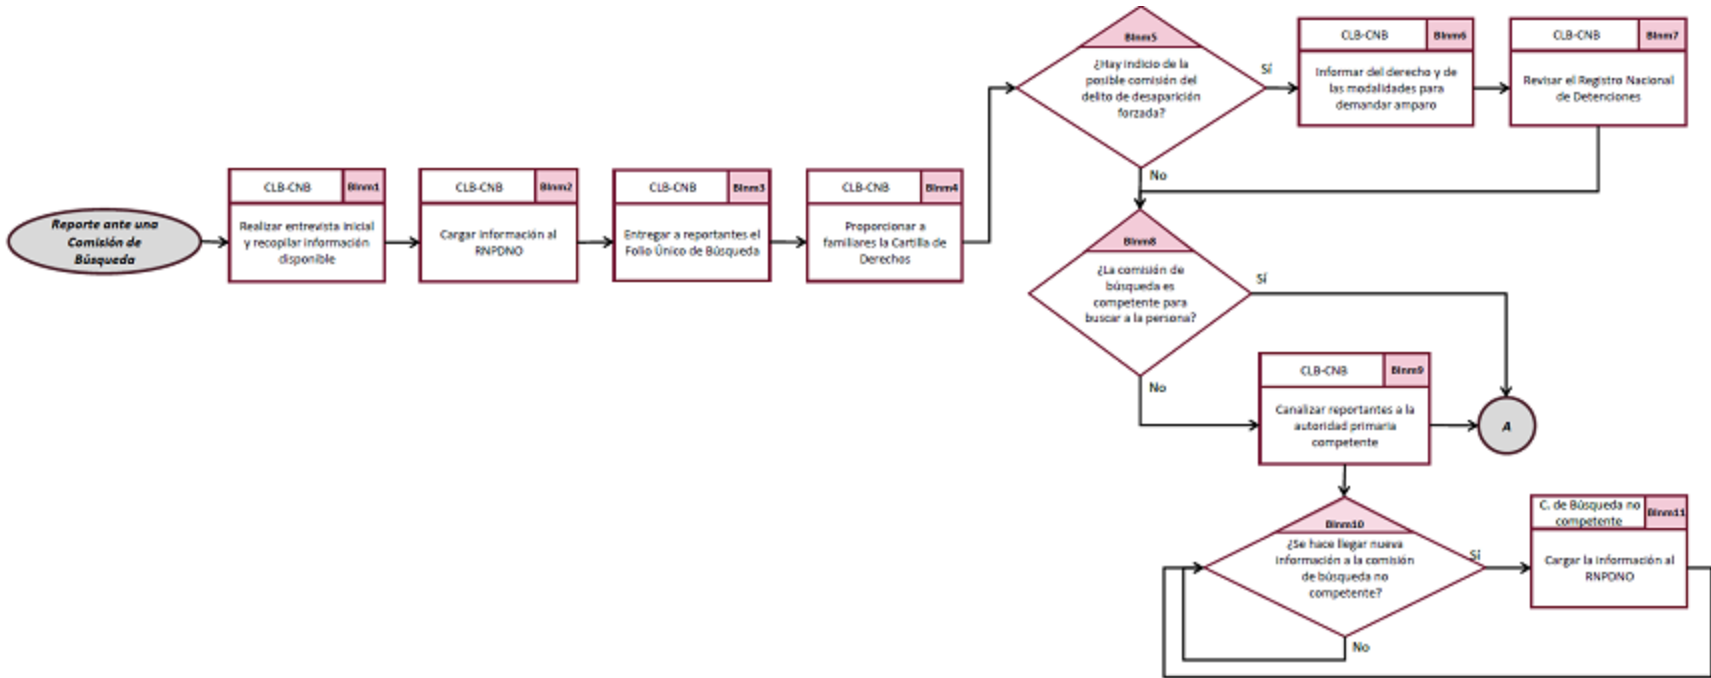 Reporte ante una
Comisión de
Búsqueda
CLB-CNB
BInm1
Realizar entrevista inicial
y recopilar información
disponible
CLB-CNB
BInm2
Cargar información al
RNPDNO
CLB-CNB
BInm3
Entregar a reportantes el
Folio Único de Búsqueda
CLB-CNB
BInm4
Proporcionar a
familiares la Cartilla de
Derechos
BInm5
¿Hay indicio de la
posible comisión del
delito de desaparición
forzada?
Sí
No
CLB-CNB
BInm6
Informar del derecho y de
las modalidades para
demandar amparo
CLB-CNB
BInm7
Revisar el Registro Nacional
de Detenciones
BInm8
¿La comisión de
búsqueda es
competente para
buscar a la persona?
Sí
No
CLB-CNB
BInm9
Canalizar reportantes a la
autoridad primaria
competente
A
BInm10
¿Se hace llegar nueva
información a la comisión
de búsqueda no
competente?
Sí
No
C. de Búsqueda no
competente
BInm11
Cargar la información al
RNPDNO